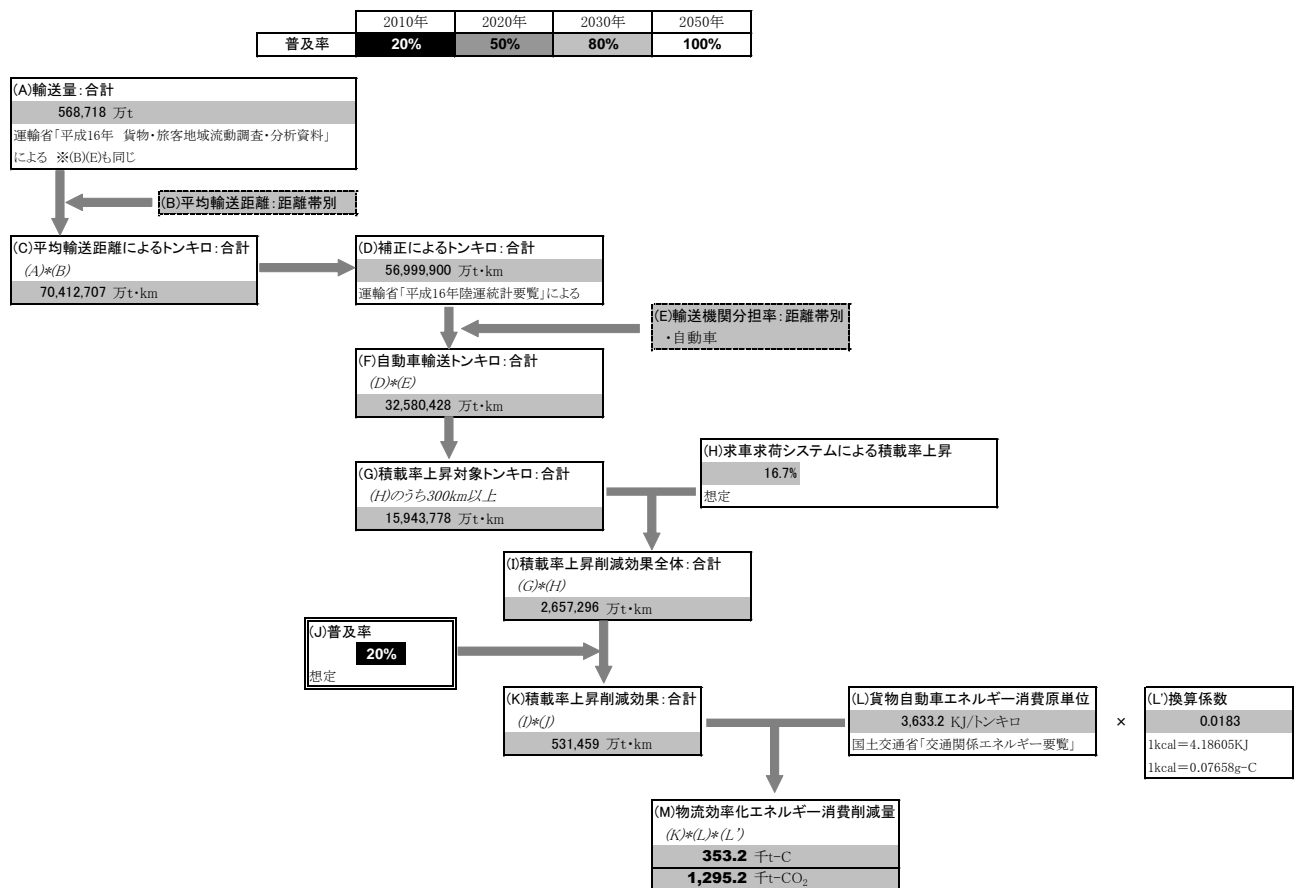 2010年 2020年 2030年 2050年
普及率 20% 50% 80% 100%
(A)輸送量:合計
568,718 万t
運輸省「平成16年 貨物・旅客地域流動調査・分析資料」
による ※(B)(E)も同じ
(B)平均輸送距離:距離帯別
(C)平均輸送距離によるトンキロ:合計
(A)*(B)
70,412,707 万t・km
(D)補正によるトンキロ:合計
56,999,900 万t・km
運輸省「平成16年陸運統計要覧」による
(E)輸送機関分担率:距離帯別
・自動車
(F)自動車輸送トンキロ:合計
(D)*(E)
32,580,428 万t・km
(G)積載率上昇対象トンキロ:合計
(H)のうち300km以上
15,943,778 万t・km
(H)求車求荷システムによる積載率上昇
16.7%
想定
(I)積載率上昇削減効果全体:合計
(G)*(H)
2,657,296 万t・km
(J)普及率
20%
想定
(K)積載率上昇削減効果:合計
(I)*(J)
531,459 万t・km
(L)貨物自動車エネルギー消費原単位
3,633.2 KJ/トンキロ
国土交通省「交通関係エネルギー要覧」
×
(L')換算係数
0.0183
1kcal=4.18605KJ
1kcal=0.07658g-C
(M)物流効率化エネルギー消費削減量
(K)*(L)*(L')
353.2 千t-C
1,295.2 千t-CO₂